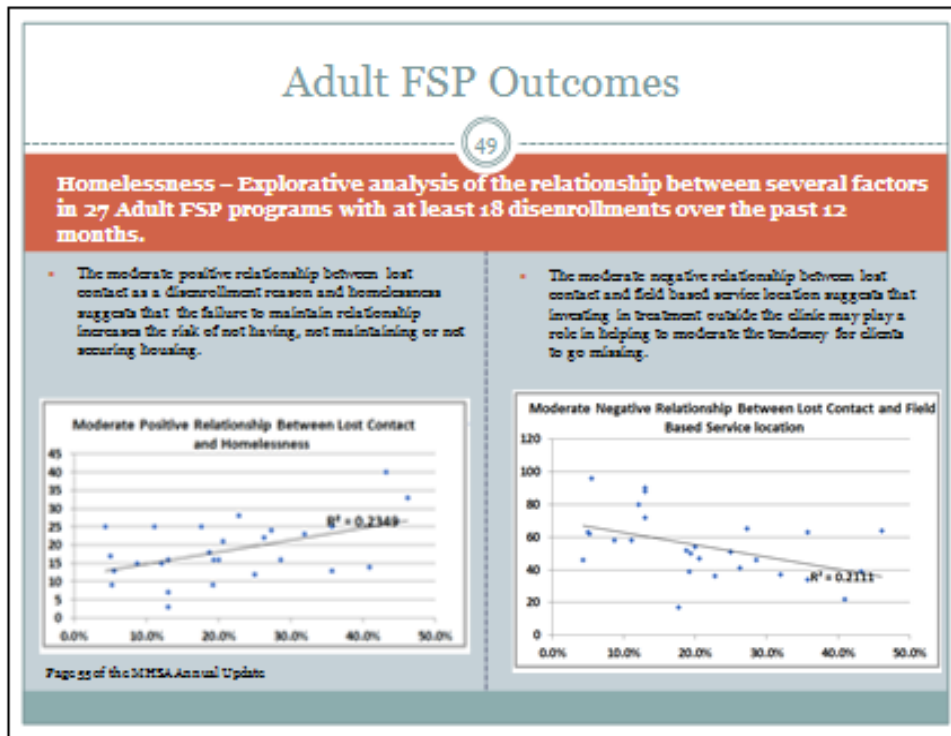 Adult FSP Outcomes
49
Homelessness – Explorative analysis of the relationship between several factors
in 27 Adult FSP programs with at least 18 disenrollments over the past 12
months.
▪ The moderate positive relationship between lost
contact as a disenrollment reason and homelessness
suggests that the failure to maintain relationship
increases the risk of not having, not maintaining or not
securing housing.
▪ The moderate negative relationship between lost
contact and field based service location suggests that
investing in treatment outside the clinic may play a
role in helping to moderate the tendency for clients
to go missing.
Moderate Positive Relationship Between Lost Contact
and Homelessness
45
40
35
30
25
20
15
10
5
0
R² = 0.2349
0.0% 10.0% 20.0% 30.0% 40.0% 50.0%
Moderate Negative Relationship Between Lost Contact and Field
Based Service location
120
100
80
60
40
20
0
R² = 0.2111
0.0% 10.0% 20.0% 30.0% 40.0% 50.0%
Page 55 of the MHSA Annual Update